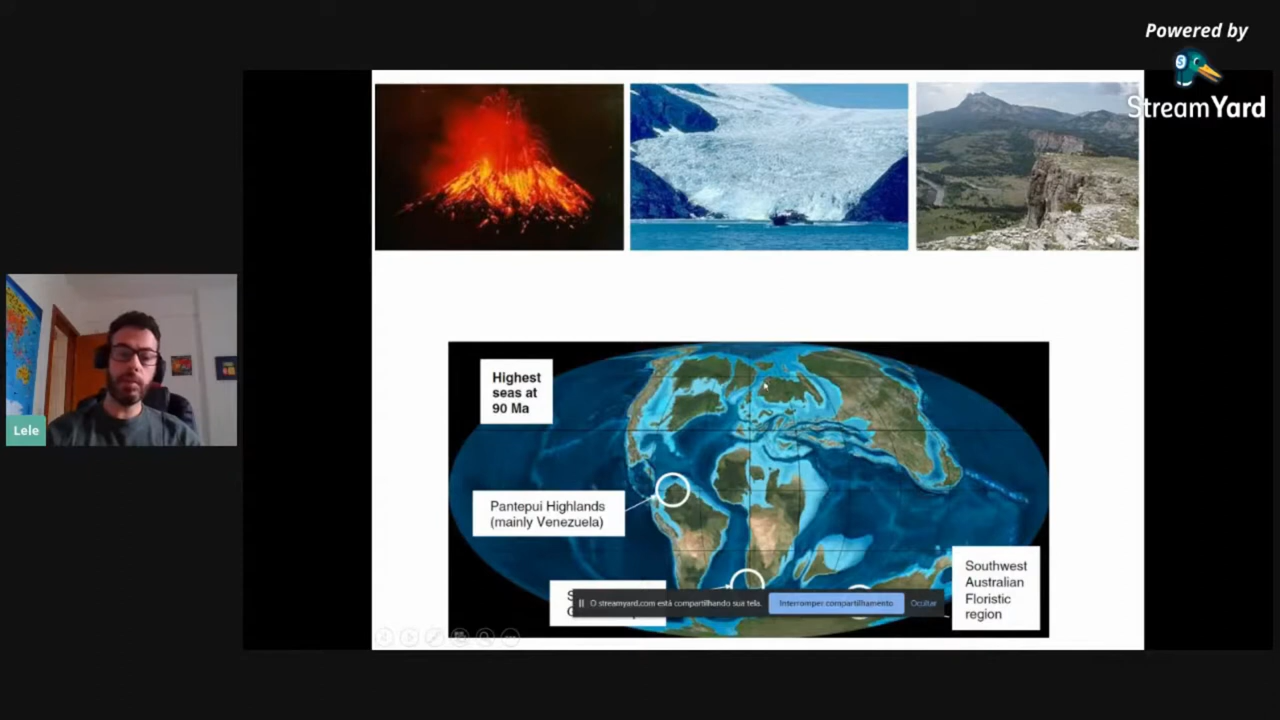 Powered by
StreamYard
Highest
seas at
90 Ma
Pantepui Highlands
(mainly Venezuela)
Southwest
Australian
Floristic
region
O streamyard.com está compartilhando sua tela.
Interromper compartilhamento
Ocultar
Lele